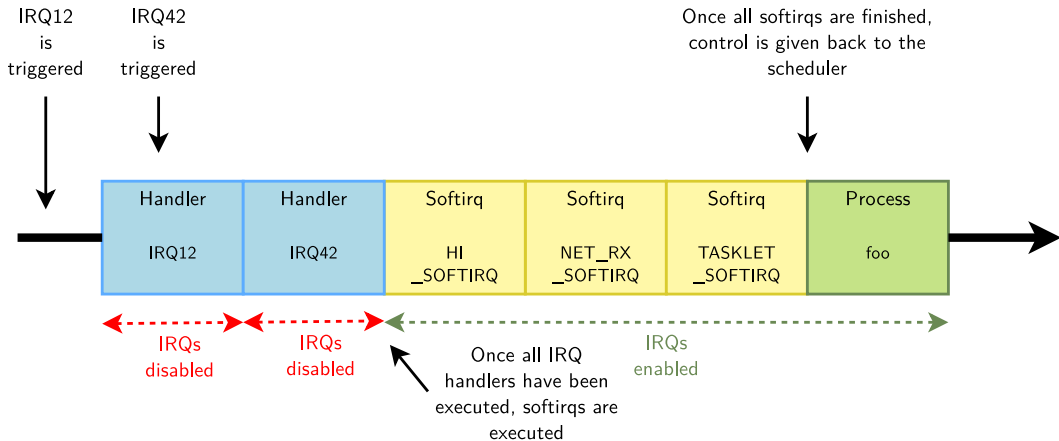 IRQ12
is
triggered
IRQ42
is
triggered
Once all softirqs are finished,
control is given back to the
scheduler
Handler
IRQ12
Handler
IRQ42
Softirq
HI
_SOFTIRQ
Softirq
NET_RX
_SOFTIRQ
Softirq
TASKLET
_SOFTIRQ
Process
foo
IRQs
disabled
IRQs
disabled
Once all IRQ
handlers have been
executed, softirqs are
executed
IRQs
enabled